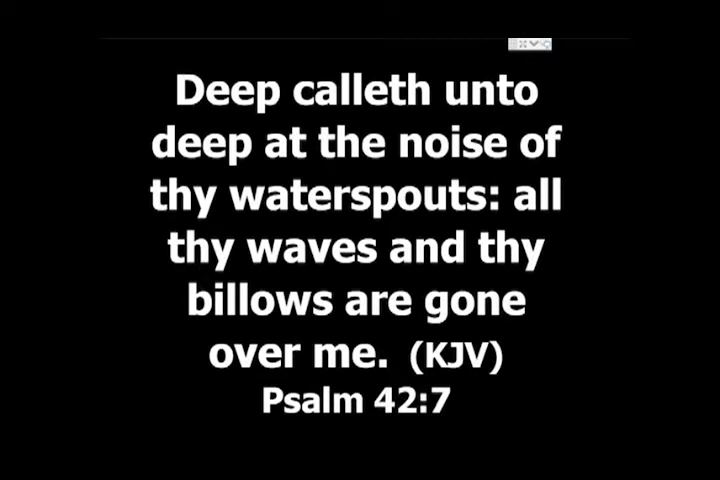 Deep calleth unto
deep at the noise of
thy waterspouts: all
thy waves and thy
billows are gone
over me. (KJV)
Psalm 42:7